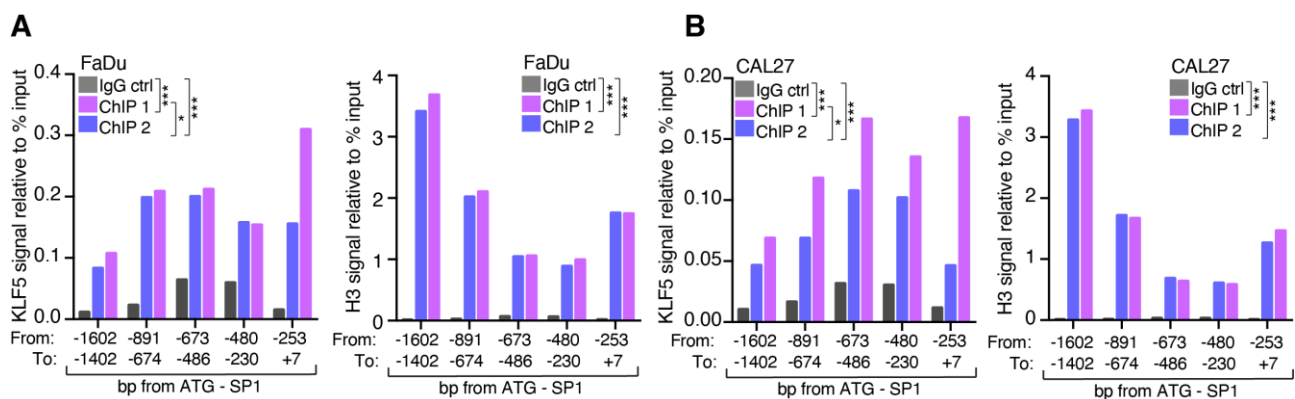 A
FaDu
IgG ctrl
ChIP 1
ChIP 2
***
*
***
KLF5 signal relative to % input
0.4
0.3
0.2
0.1
0.0
From: -1602 -891 -673 -480 -253
To: -1402 -674 -486 -230 +7
bp from ATG - SP1
FaDu
IgG ctrl
ChIP 1
ChIP 2
***
***
H3 signal relative to % input
4
3
2
1
0
-1602 -891 -673 -480 -253
-1402 -674 -486 -230 +7
bp from ATG - SP1
B
CAL27
IgG ctrl
ChIP 1
ChIP 2
***
*
***
KLF5 signal relative to % input
0.20
0.15
0.10
0.05
0.00
From: -1602 -891 -673 -480 -253
To: -1402 -674 -486 -230 +7
bp from ATG - SP1
CAL27
IgG ctrl
ChIP 1
ChIP 2
***
***
H3 signal relative to % input
4
3
2
1
0
-1602 -891 -673 -480 -253
-1402 -674 -486 -230 +7
bp from ATG - SP1